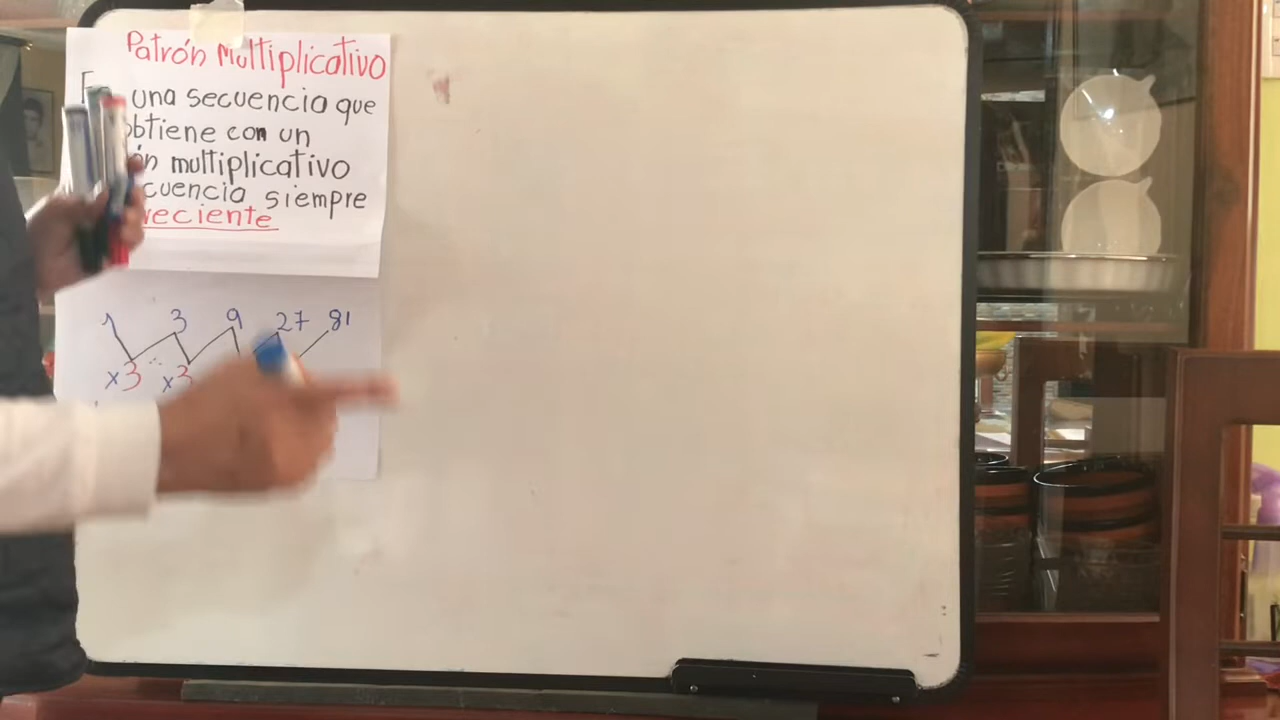 Patrón Multiplicativo
una secuencia que
obtiene con un
multiplicativo
siempre
1 3 9 27 81
x3 x3